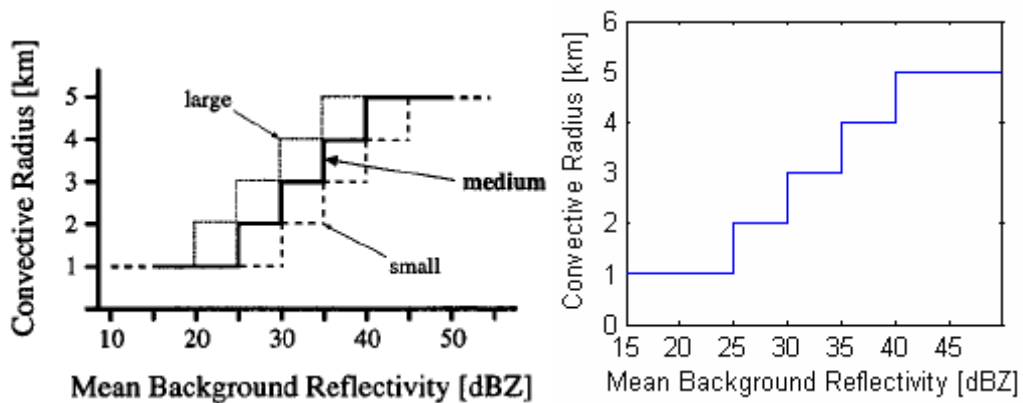 Convective Radius [km]
5
4
3
2
1
large
medium
small
10 20 30 40 50
Mean Background Reflectivity [dBZ]
Convective Radius [km]
6
5
4
3
2
1
0
15 20 25 30 35 40 45
Mean Background Reflectivity [dBZ]